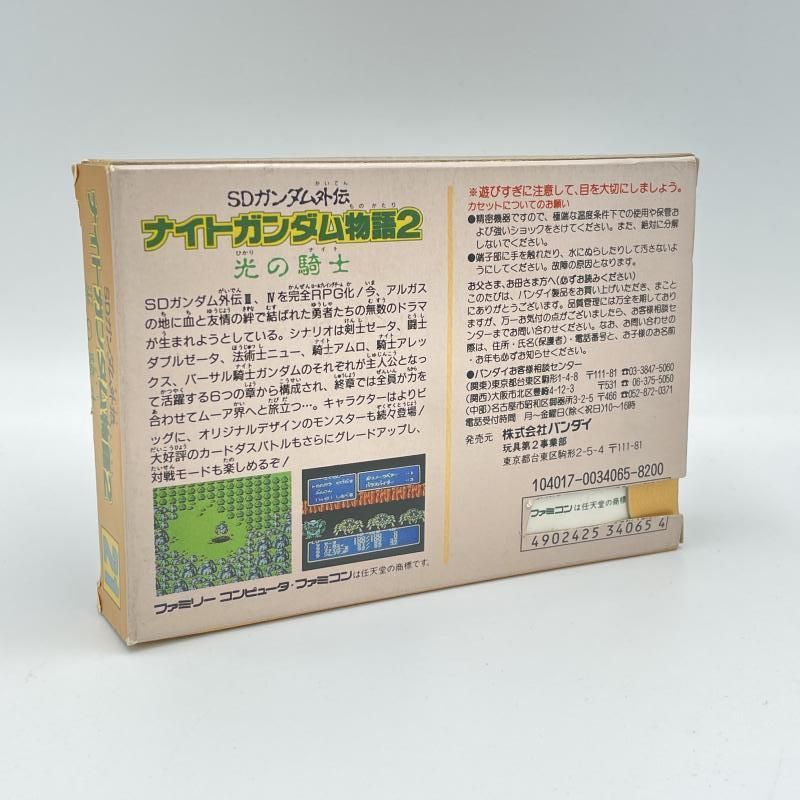 SDガンダム外伝
ナイトガンダム物語2
光の騎士
SDガンダム外伝Ⅲ、Ⅳを完全RPG化！今、アルガス
の地に血と友情の絆で結ばれた勇者たちの無数のドラマ
が生まれようとしている。シナリオは剣士ゼータ、闘士
ダブルゼータ、法術士ニュー、騎士アムロ、騎士アレッ
クス、バーサル騎士ガンダムのそれぞれが主人公となっ
て活躍する6つの章から構成され、終章では全員が力を
合わせてムーア界へと旅立つ…。キャラクターはよりビ
ッグに、オリジナルデザインのモンスターも続々登場！
大好評のカードダスバトルもさらにグレードアップし、
対戦モードも楽しめるぞ！
ファミリー コンピュータ・ファミコンは任天堂の商標です。
※遊びすぎに注意して、目を大切にしましょう。
カセットについてのお願い
●精密機器ですので、極端な温度条件下での使用や保管お
よび強いショックをさけてください。また、絶対に分解
しないでください。
●端子部に手を触れたり、水にぬらしたりして汚さないよ
うにしてください。故障の原因となります。
お父さま、お母さま方へ(必ずお読みください)
このたびは、バンダイ製品をお買い上げいただき、まこと
にありがとうございます。品質管理には万全を期しており
ますが、万一お気付の点がございましたら、お客様相談セ
ンターまでお問い合わせください。なお、お問い合わせの
際は、住所・氏名(保護者)・電話番号と、お子様のお名前
・お年も必ずお知らせください。
●バンダイお客様相談センター
(関東)東京都台東区駒形1-4-8 〒111-81 ☎03-3847-5060
(関西)大阪市北区豊崎4-12-3 〒531 ☎06-375-5050
(中部)名古屋市昭和区御器所3-2-5 〒466 ☎052-872-0371
電話受付時間 月〜金曜日(除く祝日)10〜16時
発売元 株式会社バンダイ
玩具第2事業部
東京都台東区駒形2-5-4 〒111-81
104017-0034065-8200
ファミコンは任天堂の商標
4902425 34065 4
SDガンダム外伝
ナイトガンダム物語2
21